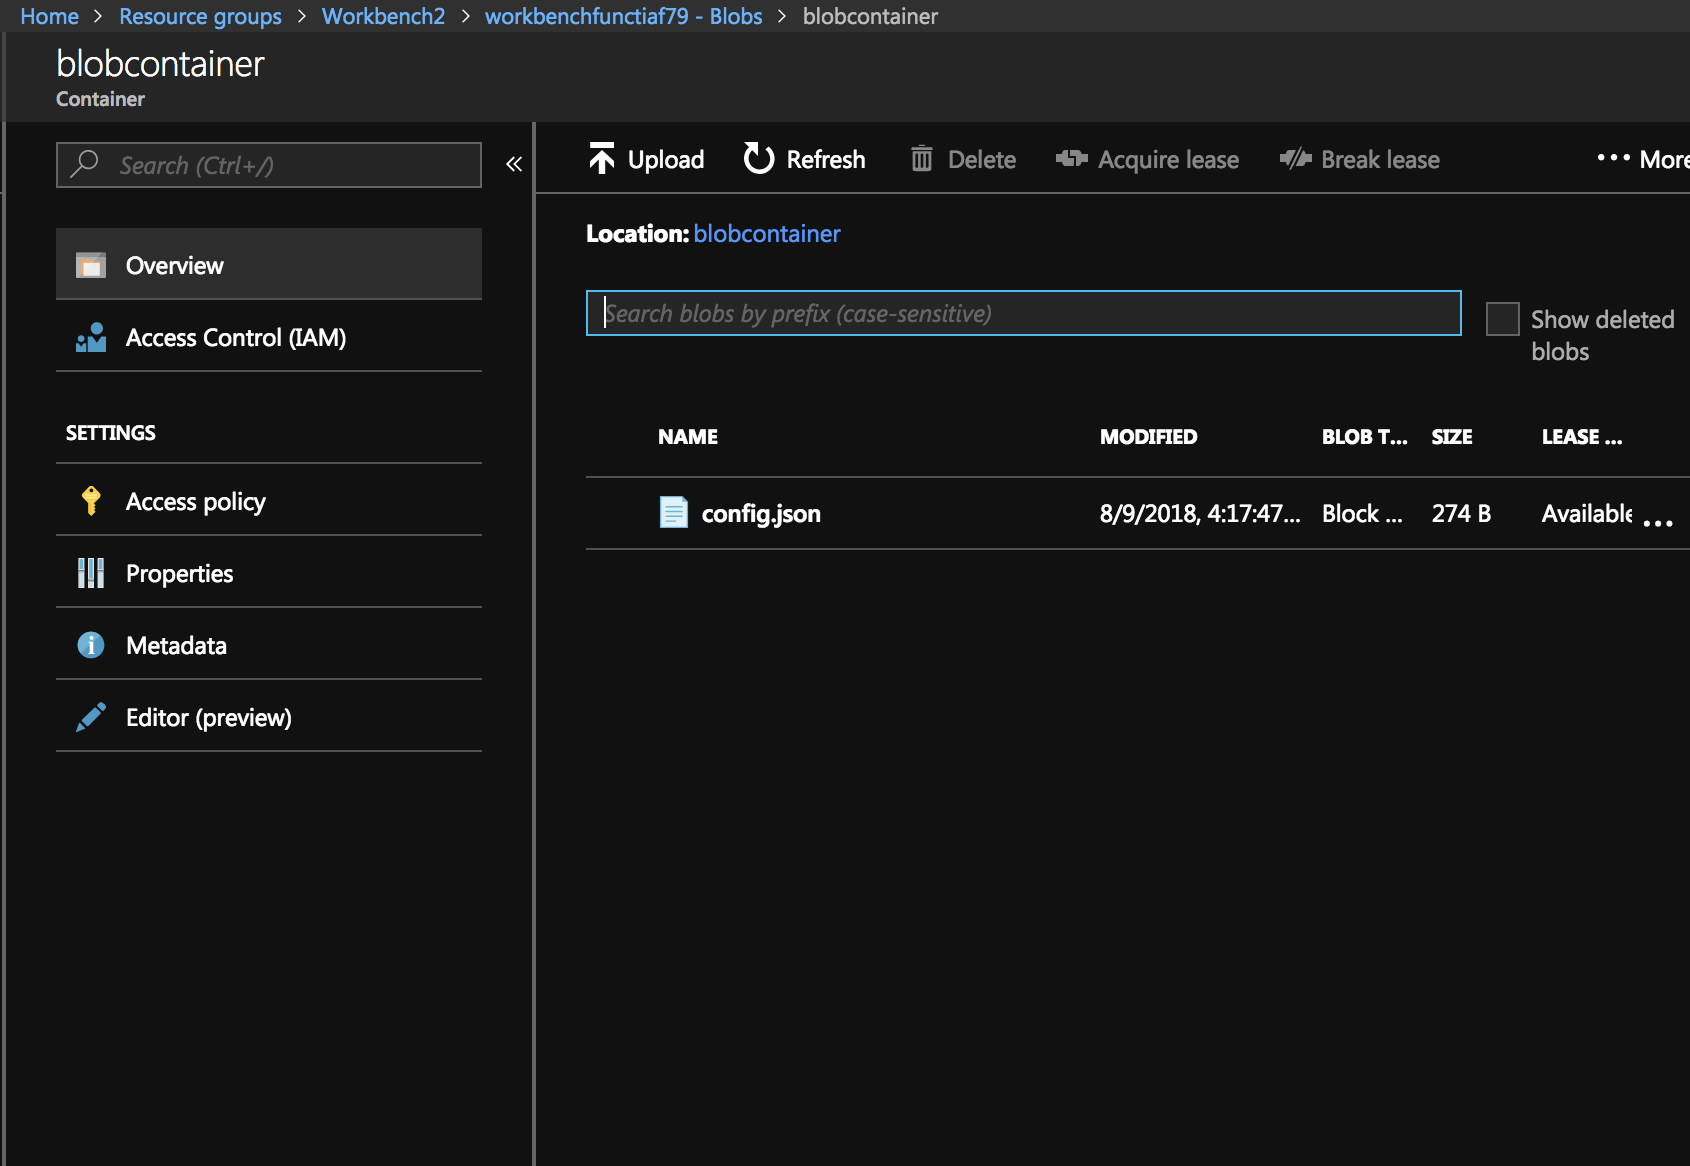 Home > Resource groups > Workbench2 > workbenchfunctiaf79 - Blobs > blobcontainer
blobcontainer
Container
Search (Ctrl+/)
«
Overview
Access Control (IAM)
SETTINGS
Access policy
Properties
Metadata
Editor (preview)
Upload Refresh Delete Acquire lease Break lease ••• More
Location: blobcontainer
Search blobs by prefix (case-sensitive)
Show deleted
blobs
NAME MODIFIED BLOB T... SIZE LEASE ...
config.json 8/9/2018, 4:17:47... Block ... 274 B Available ...